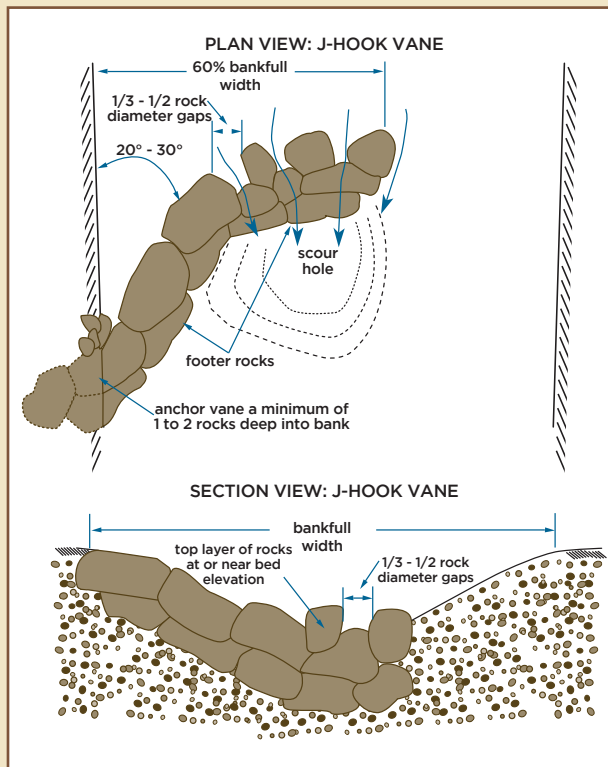 PLAN VIEW: J-HOOK VANE
60% bankfull
width
1/3 - 1/2 rock
diameter gaps
20° - 30°
scour
hole
footer rocks
anchor vane a minimum of
1 to 2 rocks deep into bank
SECTION VIEW: J-HOOK VANE
bankfull
width
top layer of rocks
at or near bed
elevation
1/3 - 1/2 rock
diameter gaps